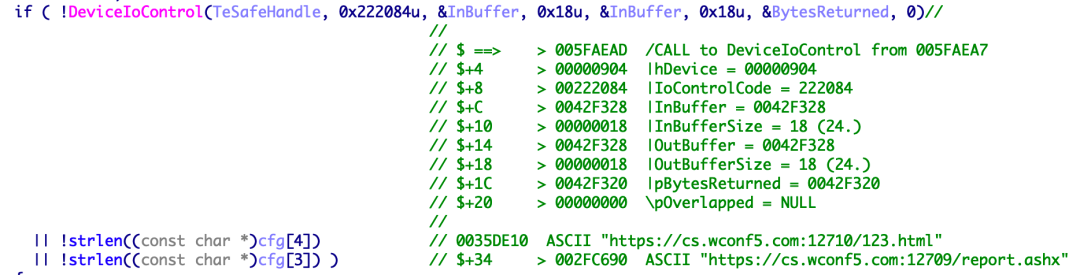 if ( !DeviceIoControl(TeSafeHandle, 0x222084u, &InBuffer, 0x18u, &InBuffer, 0x18u, &BytesReturned, 0)//
//
// $ ==>    > 005FAEAD  /CALL to DeviceIoControl from 005FAEA7
// $+4      > 00000904  |hDevice = 00000904
// $+8      > 00222084  |IoControlCode = 222084
// $+C      > 0042F328  |InBuffer = 0042F328
// $+10     > 00000018  |InBufferSize = 18 (24.)
// $+14     > 0042F328  |OutBuffer = 0042F328
// $+18     > 00000018  |OutBufferSize = 18 (24.)
// $+1C     > 0042F320  |pBytesReturned = 0042F320
// $+20     > 00000000  \pOverlapped = NULL
//
|| !strlen((const char *)cfg[4])          // 0035DE10  ASCII "https://cs.wconf5.com:12710/123.html"
|| !strlen((const char *)cfg[3]) )        // $+34     > 002FC690  ASCII "https://cs.wconf5.com:12709/report.ashx"